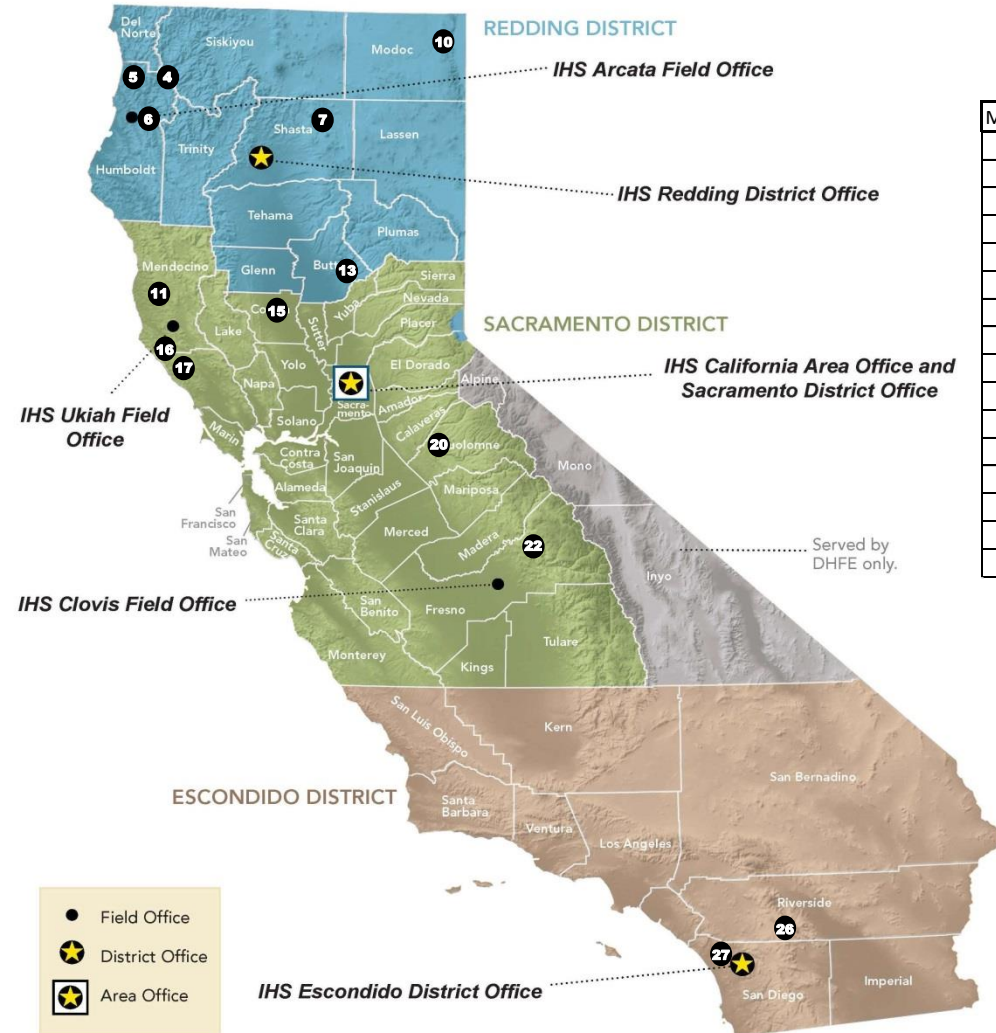 Del
Norte
Siskiyou
Modoc
10
REDDING DISTRICT
5
4
IHS Arcata Field Office
6
7
Shasta
Lassen
M
Trinity
Humboldt
IHS Redding District Office
Tehama
Plumas
Glenn
13
Mendocino
Sierra
11
15
Yuba
Nevada
Sutter
Placer
SACRAMENTO DISTRICT
Lake
16
17
Yolo
El Dorado
IHS California Area Office and
Sacramento District Office
Alpine
Napa
Sacra-
mento
Amador
IHS Ukiah Field
Office
Solano
Calaveras
Marin
20
Contra
Costa
San
Joaquin
Mono
Alameda
Stanislaus
Mariposa
San
Francisco
San
Mateo
Santa
Clara
Santa
Cruz
Merced
Madera
22
Served by
DHFE only.
Inyo
IHS Clovis Field Office
San
Benito
Fresno
Tulare
Monterey
Kings
San Luis Obispo
Kern
San Bernadino
ESCONDIDO DISTRICT
Santa
Barbara
Ventura
Los Angeles
Riverside
26
Field Office
27
District Office
Imperial
Area Office
IHS Escondido District Office
San Diego